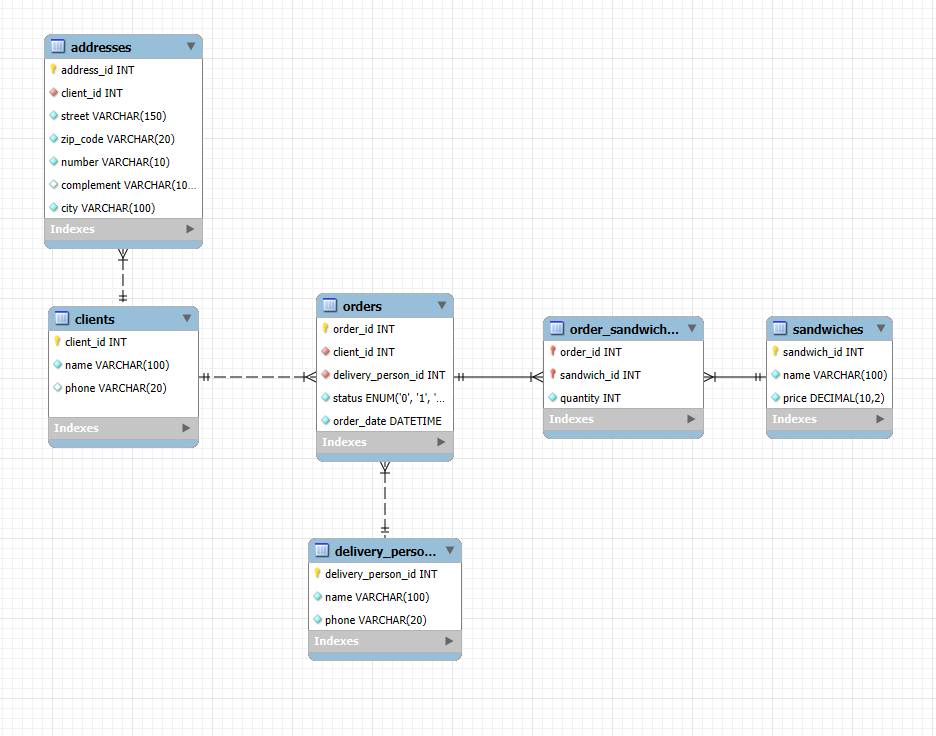 addresses
address_id INT
client_id INT
street VARCHAR(150)
zip_code VARCHAR(20)
number VARCHAR(10)
complement VARCHAR(10...
city VARCHAR(100)
Indexes
clients
client_id INT
name VARCHAR(100)
phone VARCHAR(20)
Indexes
orders
order_id INT
client_id INT
delivery_person_id INT
status ENUM('0', '1', '...
order_date DATETIME
Indexes
order_sandwich...
order_id INT
sandwich_id INT
quantity INT
Indexes
sandwiches
sandwich_id INT
name VARCHAR(100)
price DECIMAL(10,2)
Indexes
delivery_perso...
delivery_person_id INT
name VARCHAR(100)
phone VARCHAR(20)
Indexes